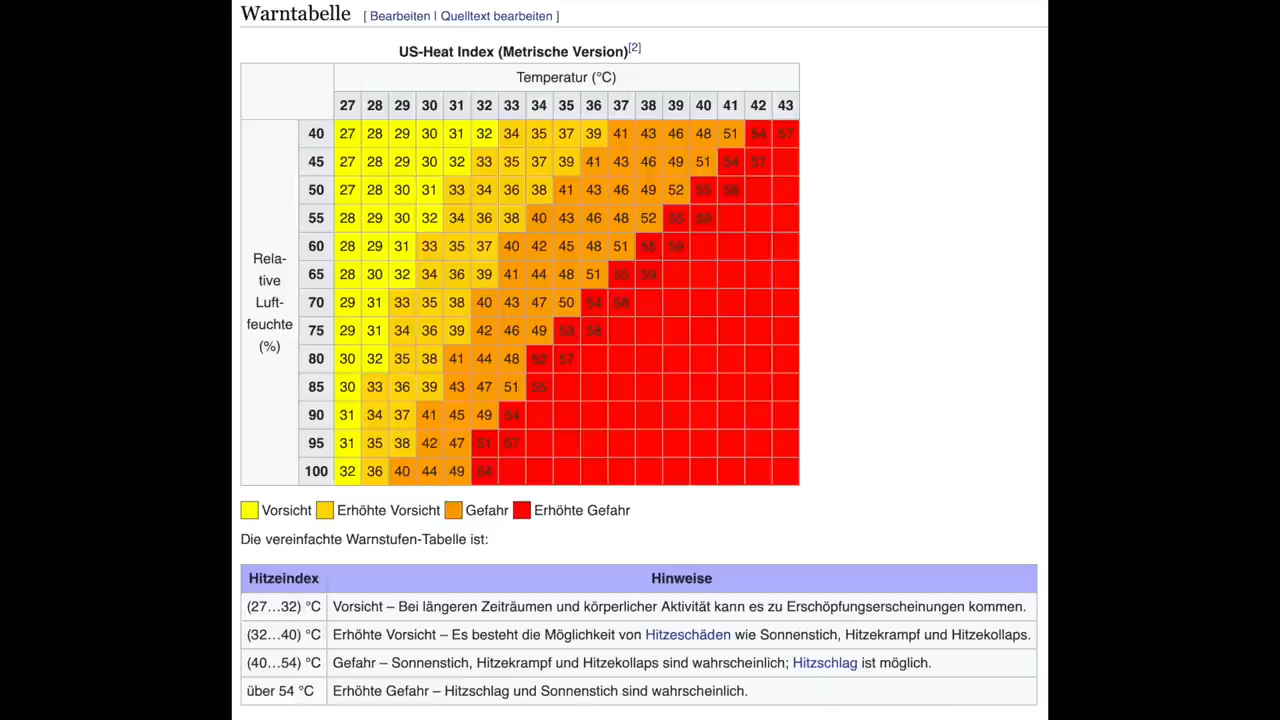 Warntabelle [ Bearbeiten | Quelltext bearbeiten ]
US-Heat Index (Metrische Version)[2]
Temperatur (°C)
27 28 29 30 31 32 33 34 35 36 37 38 39 40 41 42 43
Rela-
tive
Luft-
feuchte
(%)
40 27 28 29 30 31 32 34 35 37 39 41 43 46 48 51 54 57
45 27 28 29 30 32 33 35 37 39 41 43 46 49 51 54 57
50 27 28 30 31 33 34 36 38 41 43 46 49 52 55 58
55 28 29 30 32 34 36 38 40 43 46 48 52 55 59
60 28 29 31 33 35 37 40 42 45 48 51 55 59
65 28 30 32 34 36 39 41 44 48 51 55 59
70 29 31 33 35 38 40 43 47 50 54 58
75 29 31 34 36 39 42 46 49 53 58
80 30 32 35 38 41 44 48 52 57
85 30 33 36 39 43 47 51 55
90 31 34 37 41 45 49 54
95 31 35 38 42 47 51 57
100 32 36 40 44 49 54
Vorsicht Erhöhte Vorsicht Gefahr Erhöhte Gefahr
Die vereinfachte Warnstufen-Tabelle ist:
Hitzeindex Hinweise
(27…32) °C Vorsicht – Bei längeren Zeiträumen und körperlicher Aktivität kann es zu Erschöpfungserscheinungen kommen.
(32…40) °C Erhöhte Vorsicht – Es besteht die Möglichkeit von Hitzeschäden wie Sonnenstich, Hitzekrampf und Hitzekollaps.
(40…54) °C Gefahr – Sonnenstich, Hitzekrampf und Hitzekollaps sind wahrscheinlich; Hitzschlag ist möglich.
über 54 °C Erhöhte Gefahr – Hitzschlag und Sonnenstich sind wahrscheinlich.